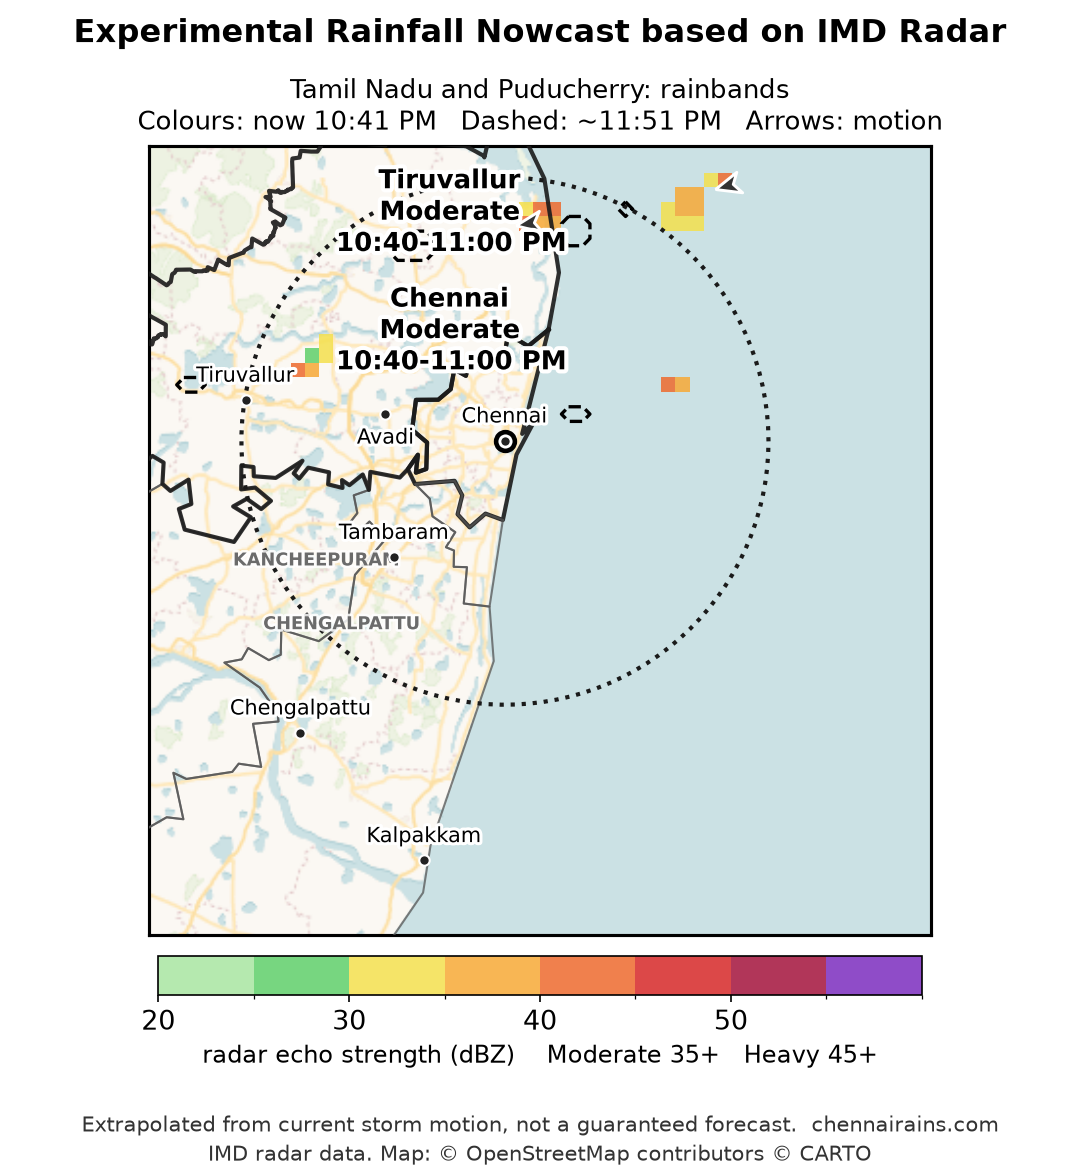 Experimental Rainfall Nowcast based on IMD Radar
Tamil Nadu and Puducherry: rainbands
Colours: now 10:41 PM   Dashed: ~11:51 PM   Arrows: motion
Tiruvallur
Moderate
10:40-11:00 PM
Chennai
Moderate
10:40-11:00 PM
Tiruvallur
Chennai
Avadi
Tambaram
KANCHEEPURAM
CHENGALPATTU
Chengalpattu
Kalpakkam
20 30 40 50
radar echo strength (dBZ)   Moderate 35+   Heavy 45+
Extrapolated from current storm motion, not a guaranteed forecast.  chennairains.com
IMD radar data. Map: © OpenStreetMap contributors © CARTO